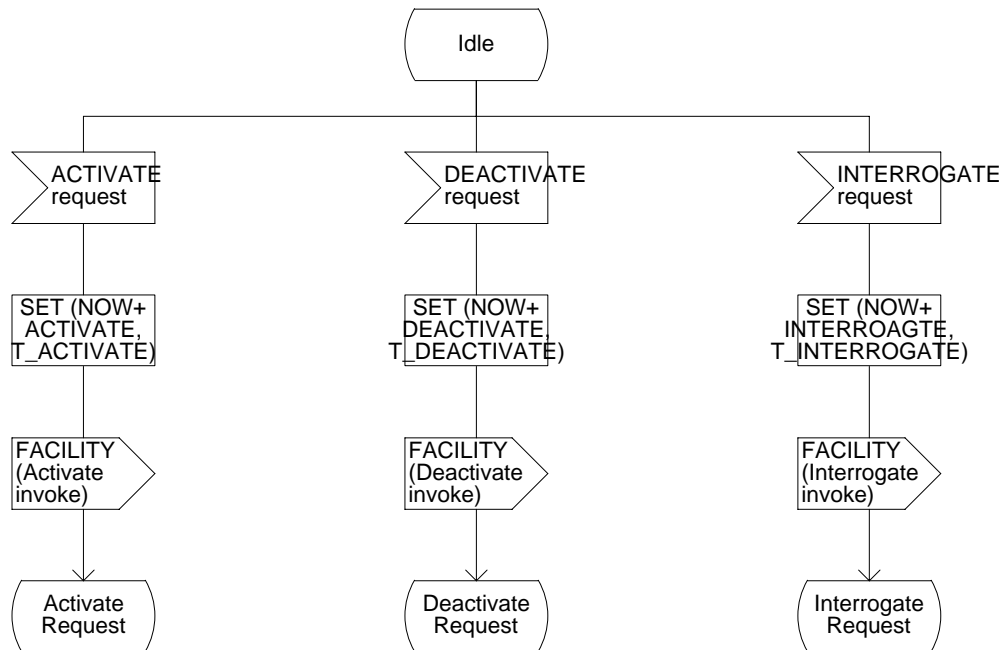 Idle
ACTIVATE
request
DEACTIVATE
request
INTERROGATE
request
SET (NOW+
ACTIVATE,
T_ACTIVATE)
SET (NOW+
DEACTIVATE,
T_DEACTIVATE)
SET (NOW+
INTERROAGTE,
T_INTERROGATE)
FACILITY
(Activate
invoke)
FACILITY
(Deactivate
invoke)
FACILITY
(Interrogate
invoke)
Activate
Request
Deactivate
Request
Interrogate
Request